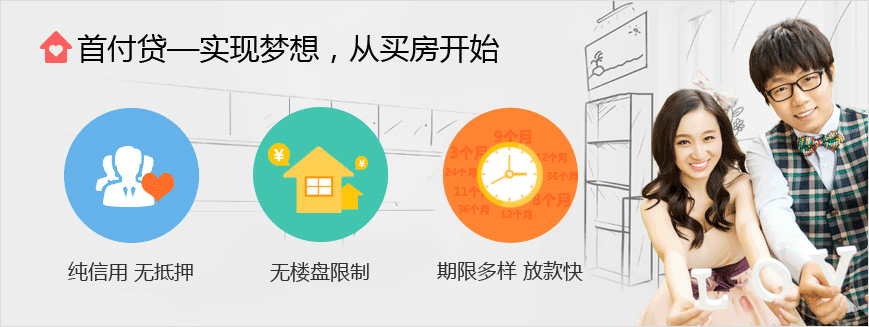 首付贷—实现梦想，从买房开始
¥
¥
9个月
3个月
12个月
24个月
36个月
11个
8个月
36个月
12个月
纯信用 无抵押
无楼盘限制
期限多样 放款快
LOV